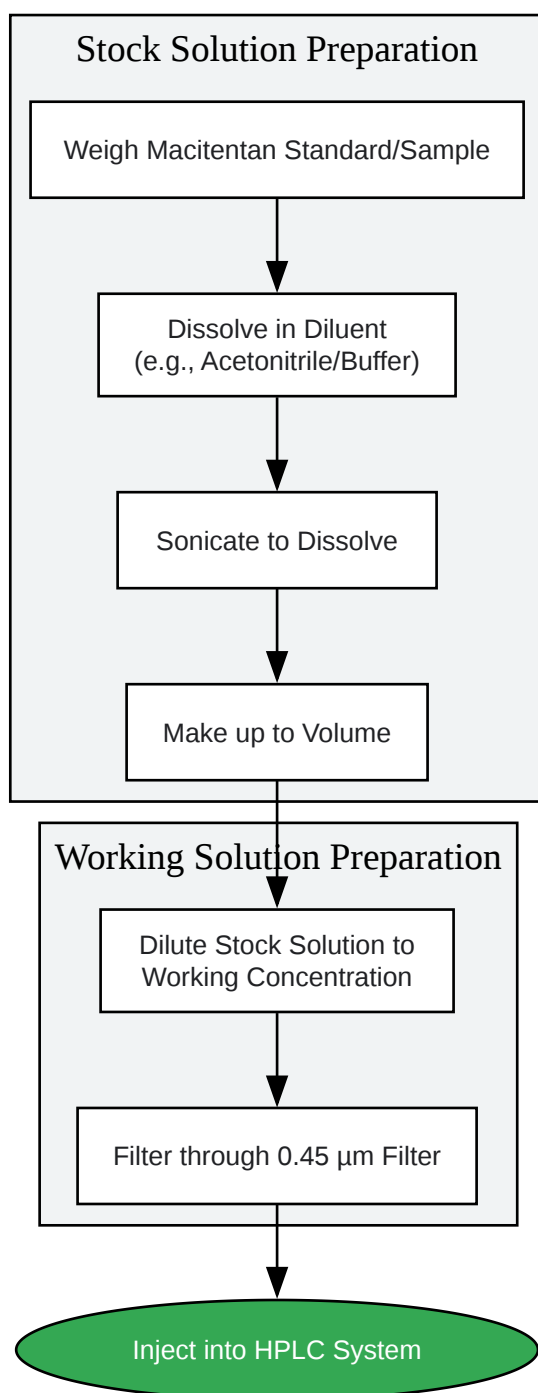 Stock Solution Preparation
Weigh Macitentan Standard/Sample
Dissolve in Diluent
(e.g., Acetonitrile/Buffer)
Sonicate to Dissolve
Make up to Volume
Working Solution Preparation
Dilute Stock Solution to
Working Concentration
Filter through 0.45 µm Filter
Inject into HPLC System